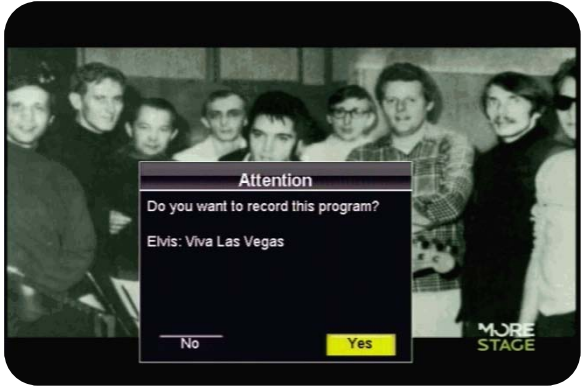 Attention
Do you want to record this program?
Elvis: Viva Las Vegas
No
Yes
MORE
STAGE